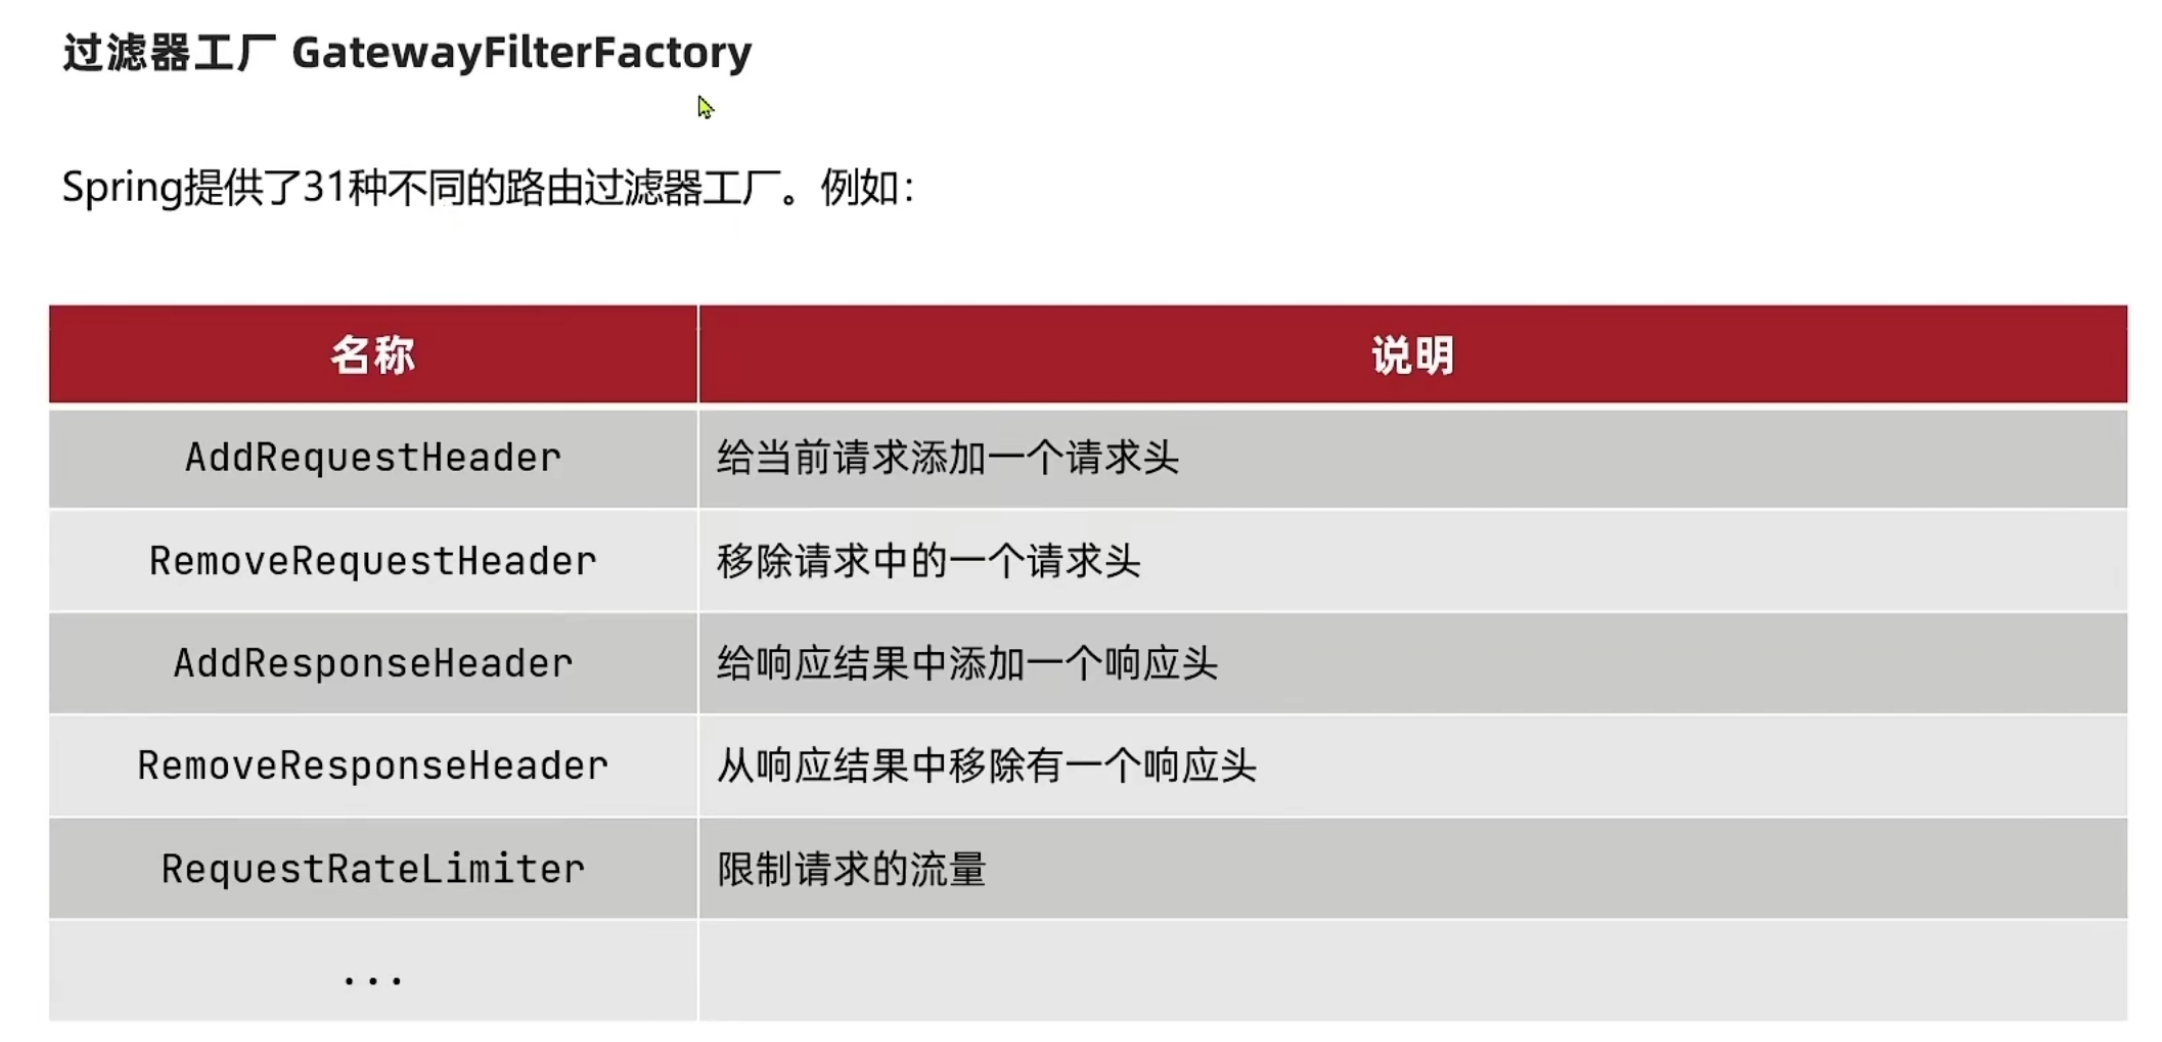 过滤器工厂 GatewayFilterFactory
Spring提供了31种不同的路由过滤器工厂。例如：
名称 说明
AddRequestHeader 给当前请求添加一个请求头
RemoveRequestHeader 移除请求中的一个请求头
AddResponseHeader 给响应结果中添加一个响应头
RemoveResponseHeader 从响应结果中移除有一个响应头
RequestRateLimiter 限制请求的流量
...